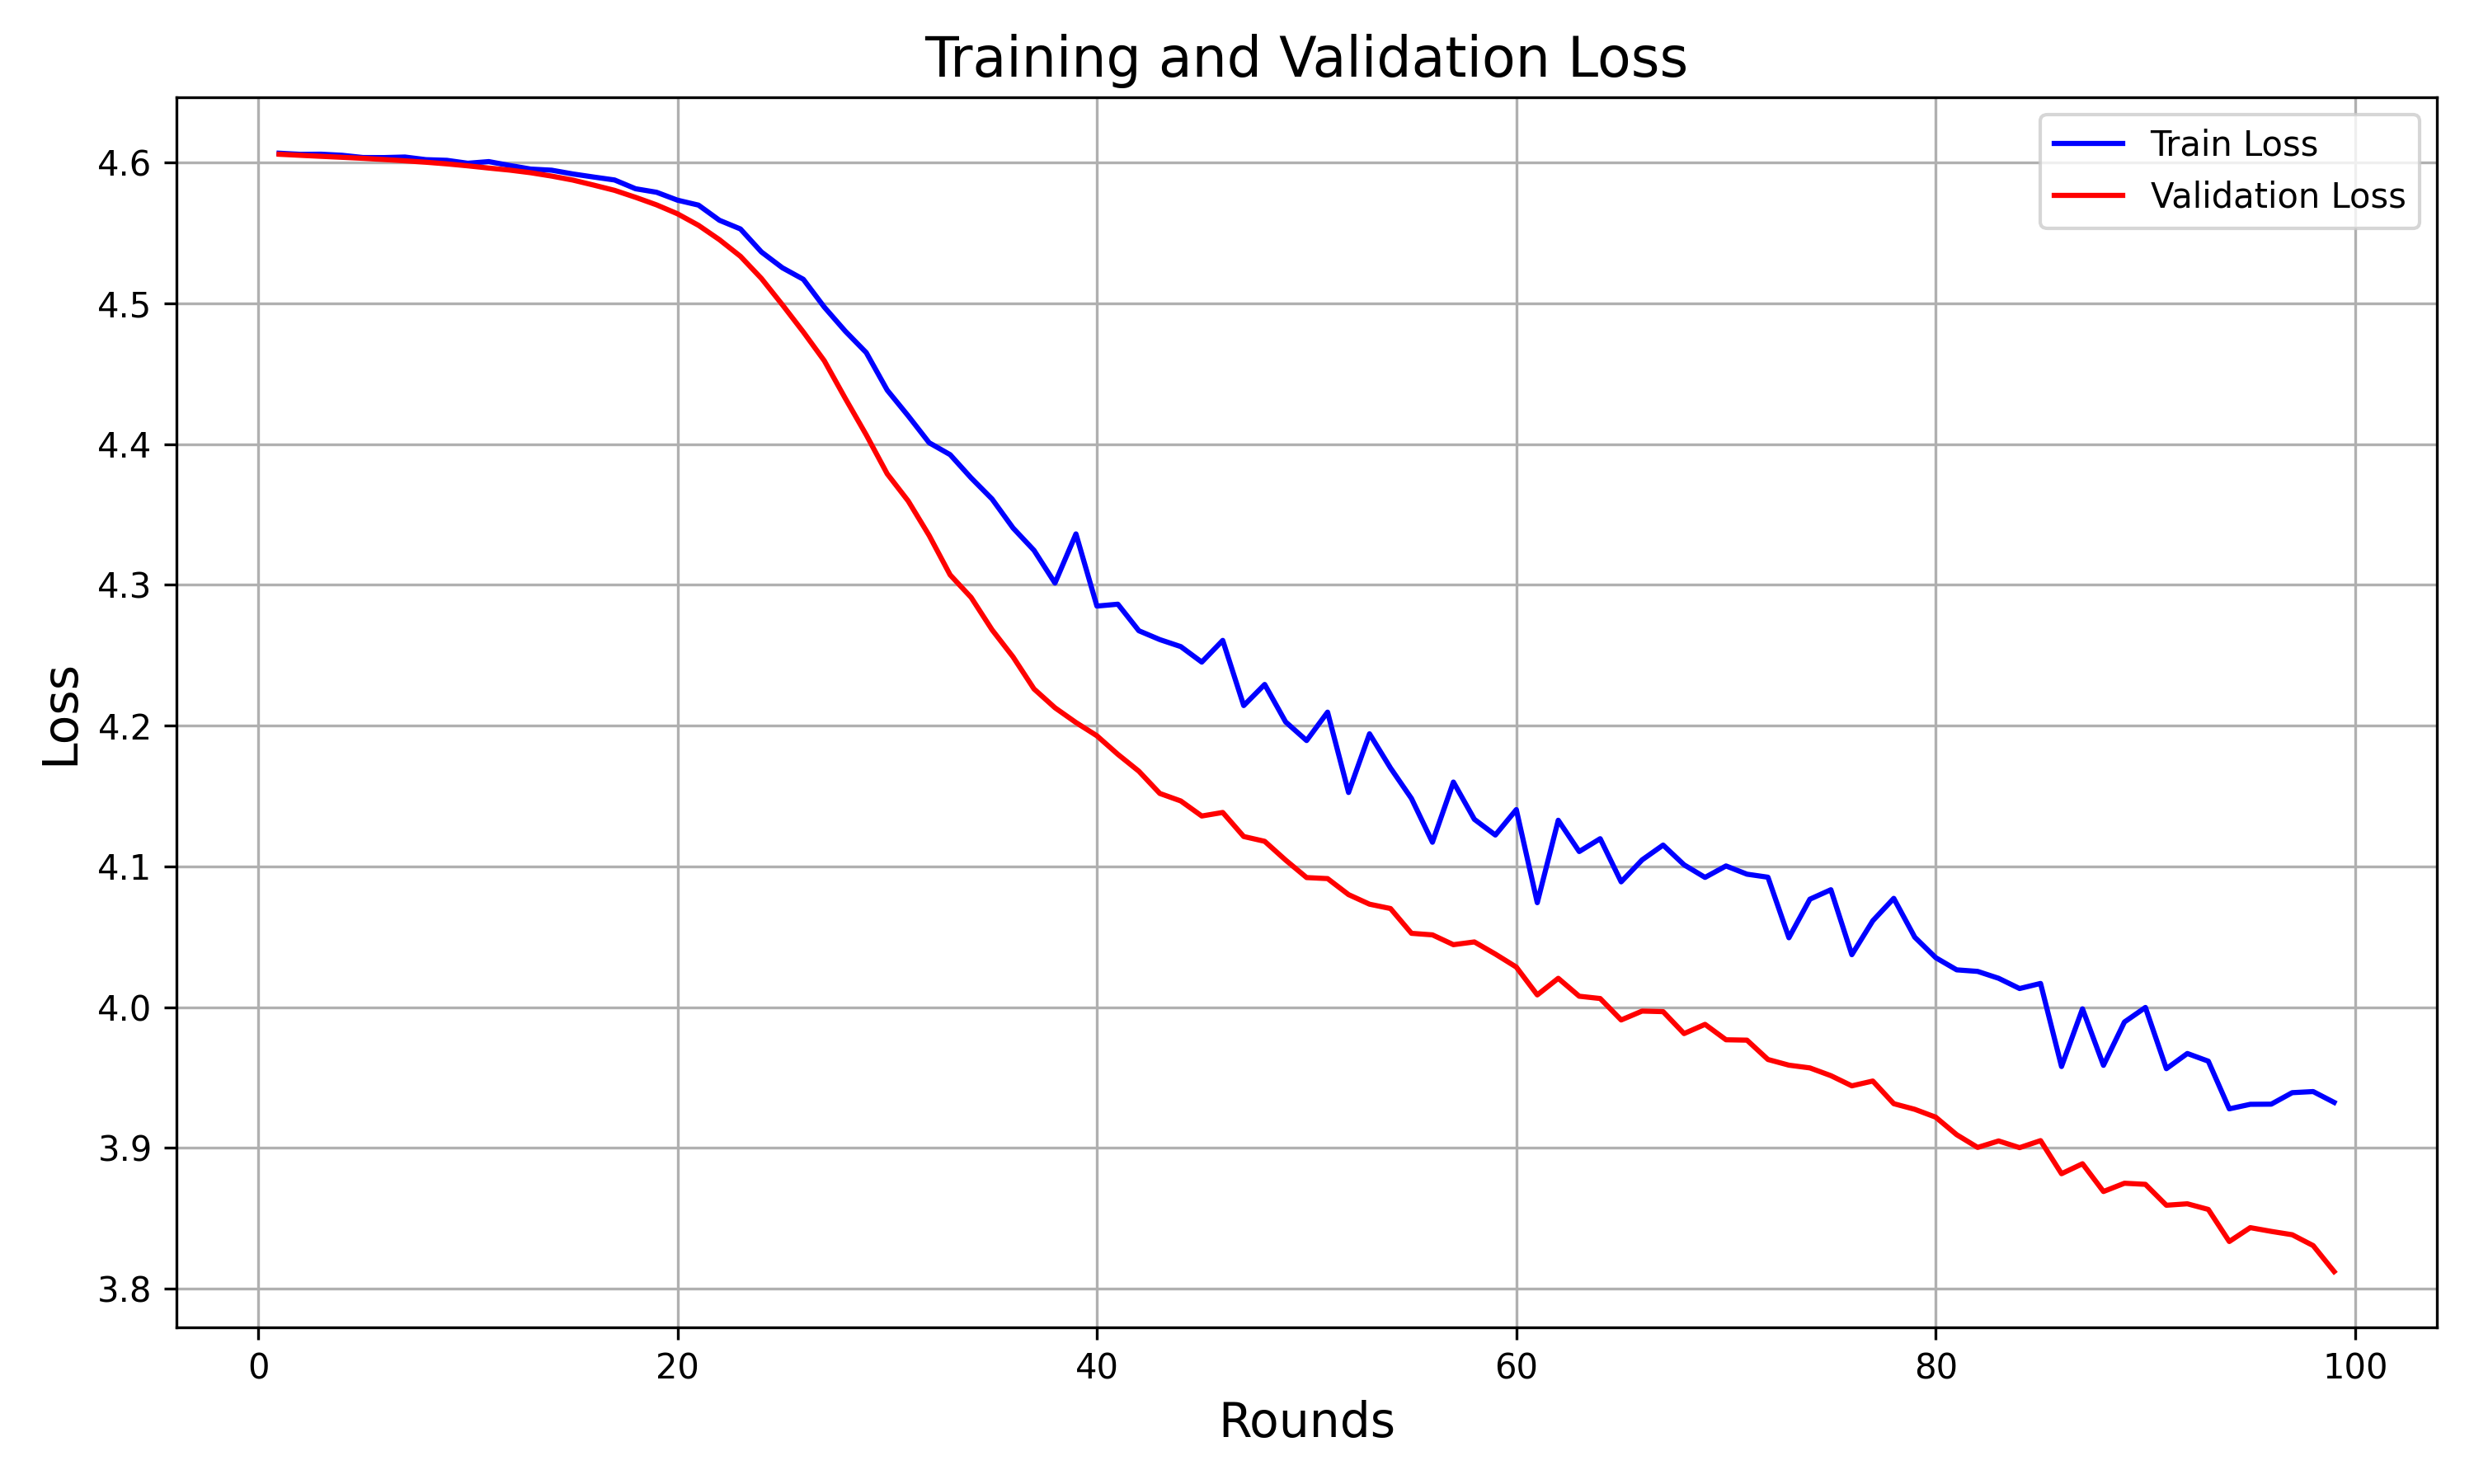 Training and Validation Loss
Train Loss
Validation Loss
4.6
4.5
4.4
4.3
4.2
4.1
4.0
3.9
3.8
Loss
0 20 40 60 80 100
Rounds